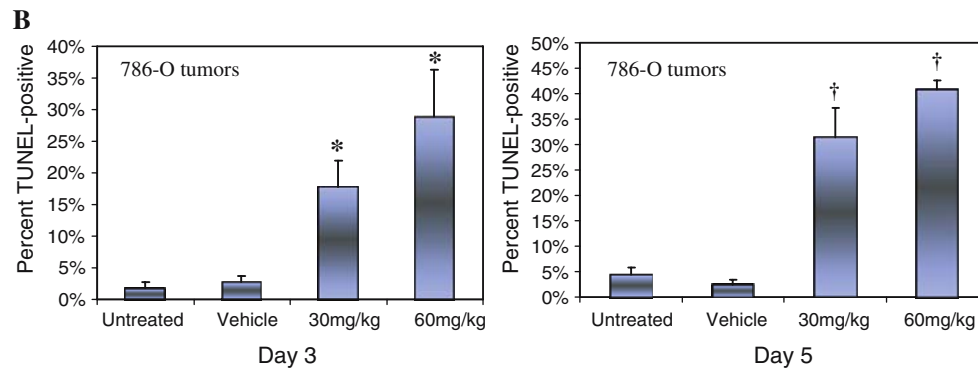 B
40%
35%
30%
25%
20%
15%
10%
5%
0%
Percent TUNEL-positive
786-O tumors
*
*
Untreated Vehicle 30mg/kg 60mg/kg
Day 3
50%
45%
40%
35%
30%
25%
20%
15%
10%
5%
0%
Percent TUNEL-positive
786-O tumors
†
†
Untreated Vehicle 30mg/kg 60mg/kg
Day 5